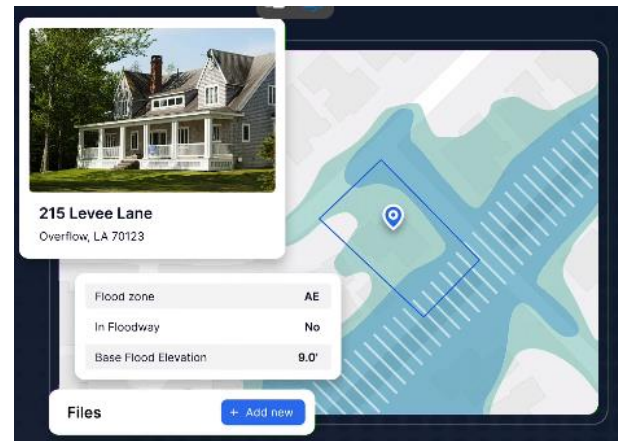 215 Levee Lane
Overflow, LA 70123
Flood zone AE
In Floodway No
Base Flood Elevation 9.0'
Files + Add new